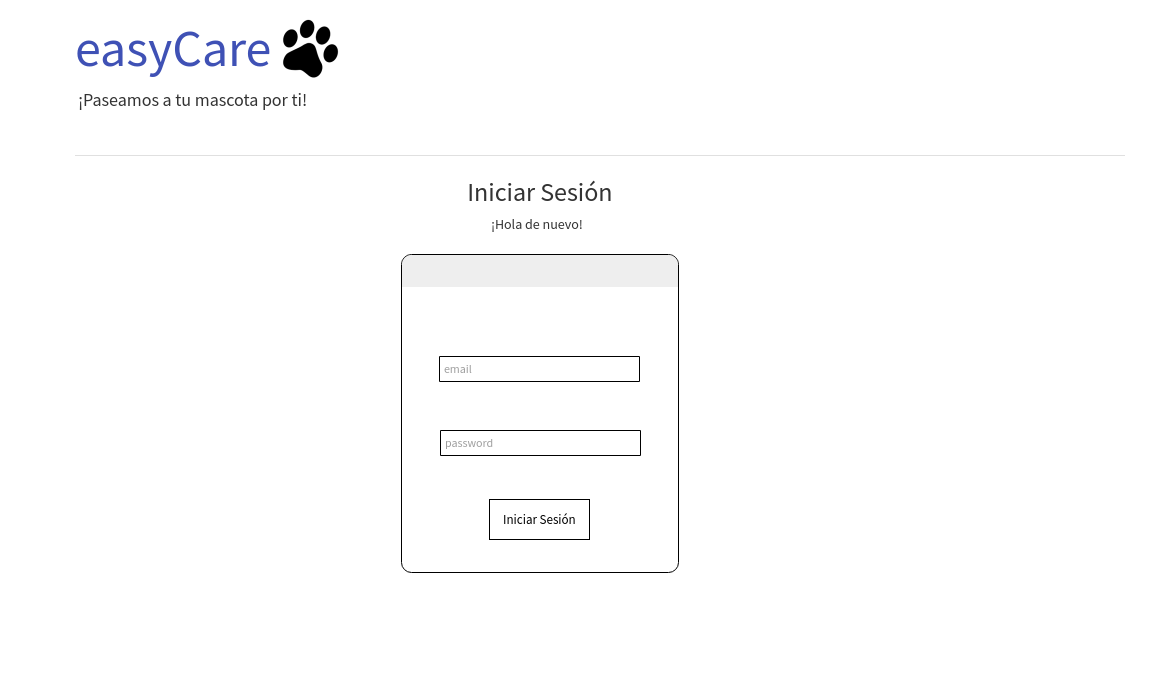 easyCare
¡Paseamos a tu mascota por ti!
Iniciar Sesión
¡Hola de nuevo!
email
password
Iniciar Sesión